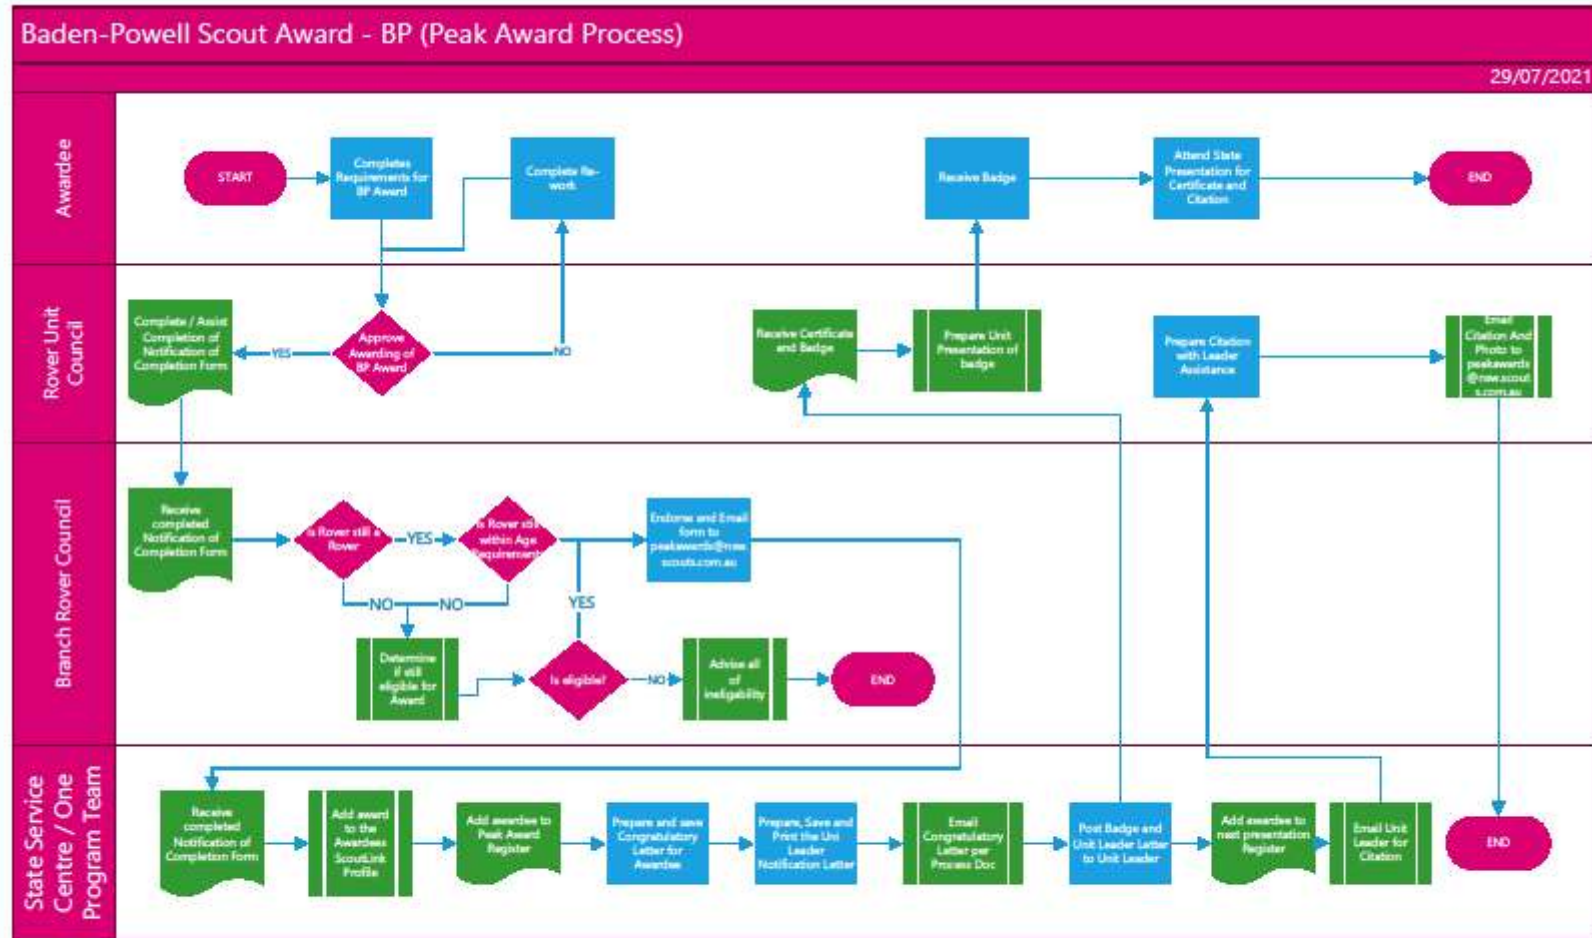 Baden-Powell Scout Award - BP (Peak Award Process)
29/07/2021
Awardee
START
Completes
Requirements for
BP Award
Complete Re-
work
Receive Badge
Attend State
Presentation for
Certificate and
Citation
END
Rover Unit
Council
Complete / Assist
Completion of
Notification of
Completion Form
YES
Approve
Awarding of
BP Award
NO
Receive Certificate
and Badge
Prepare Unit
Presentation of
badge
Prepare Citation
with Leader
Assistance
Email
Citation And
Photo to
peakawards
@nsw.scout
s.com.au
Branch Rover Council
Receive
completed
Notification of
Completion Form
Is Rover still a
Rover
YES
Is Rover still
within Age
Requirements
Endorse and Email
form to
peakawards@nsw.
scouts.com.au
NO
NO
YES
Determine
if still
eligible for
Award
Is eligible?
NO
Advise all
of
ineligability
END
State Service
Centre / One
Program Team
Receive
completed
Notification of
Completion Form
Add award
to the
Awardees
ScoutLink
Profile
Add awardee to
Peak Award
Register
Prepare and save
Congratulatory
Letter for
Awardee
Prepare, Save and
Print the Uni
Leader
Notification Letter
Email
Congratulatory
Letter per
Process Doc
Post Badge and
Unit Leader Letter
to Unit Leader
Add awardee to
next presentation
Register
Email Unit
Leader for
Citation
END